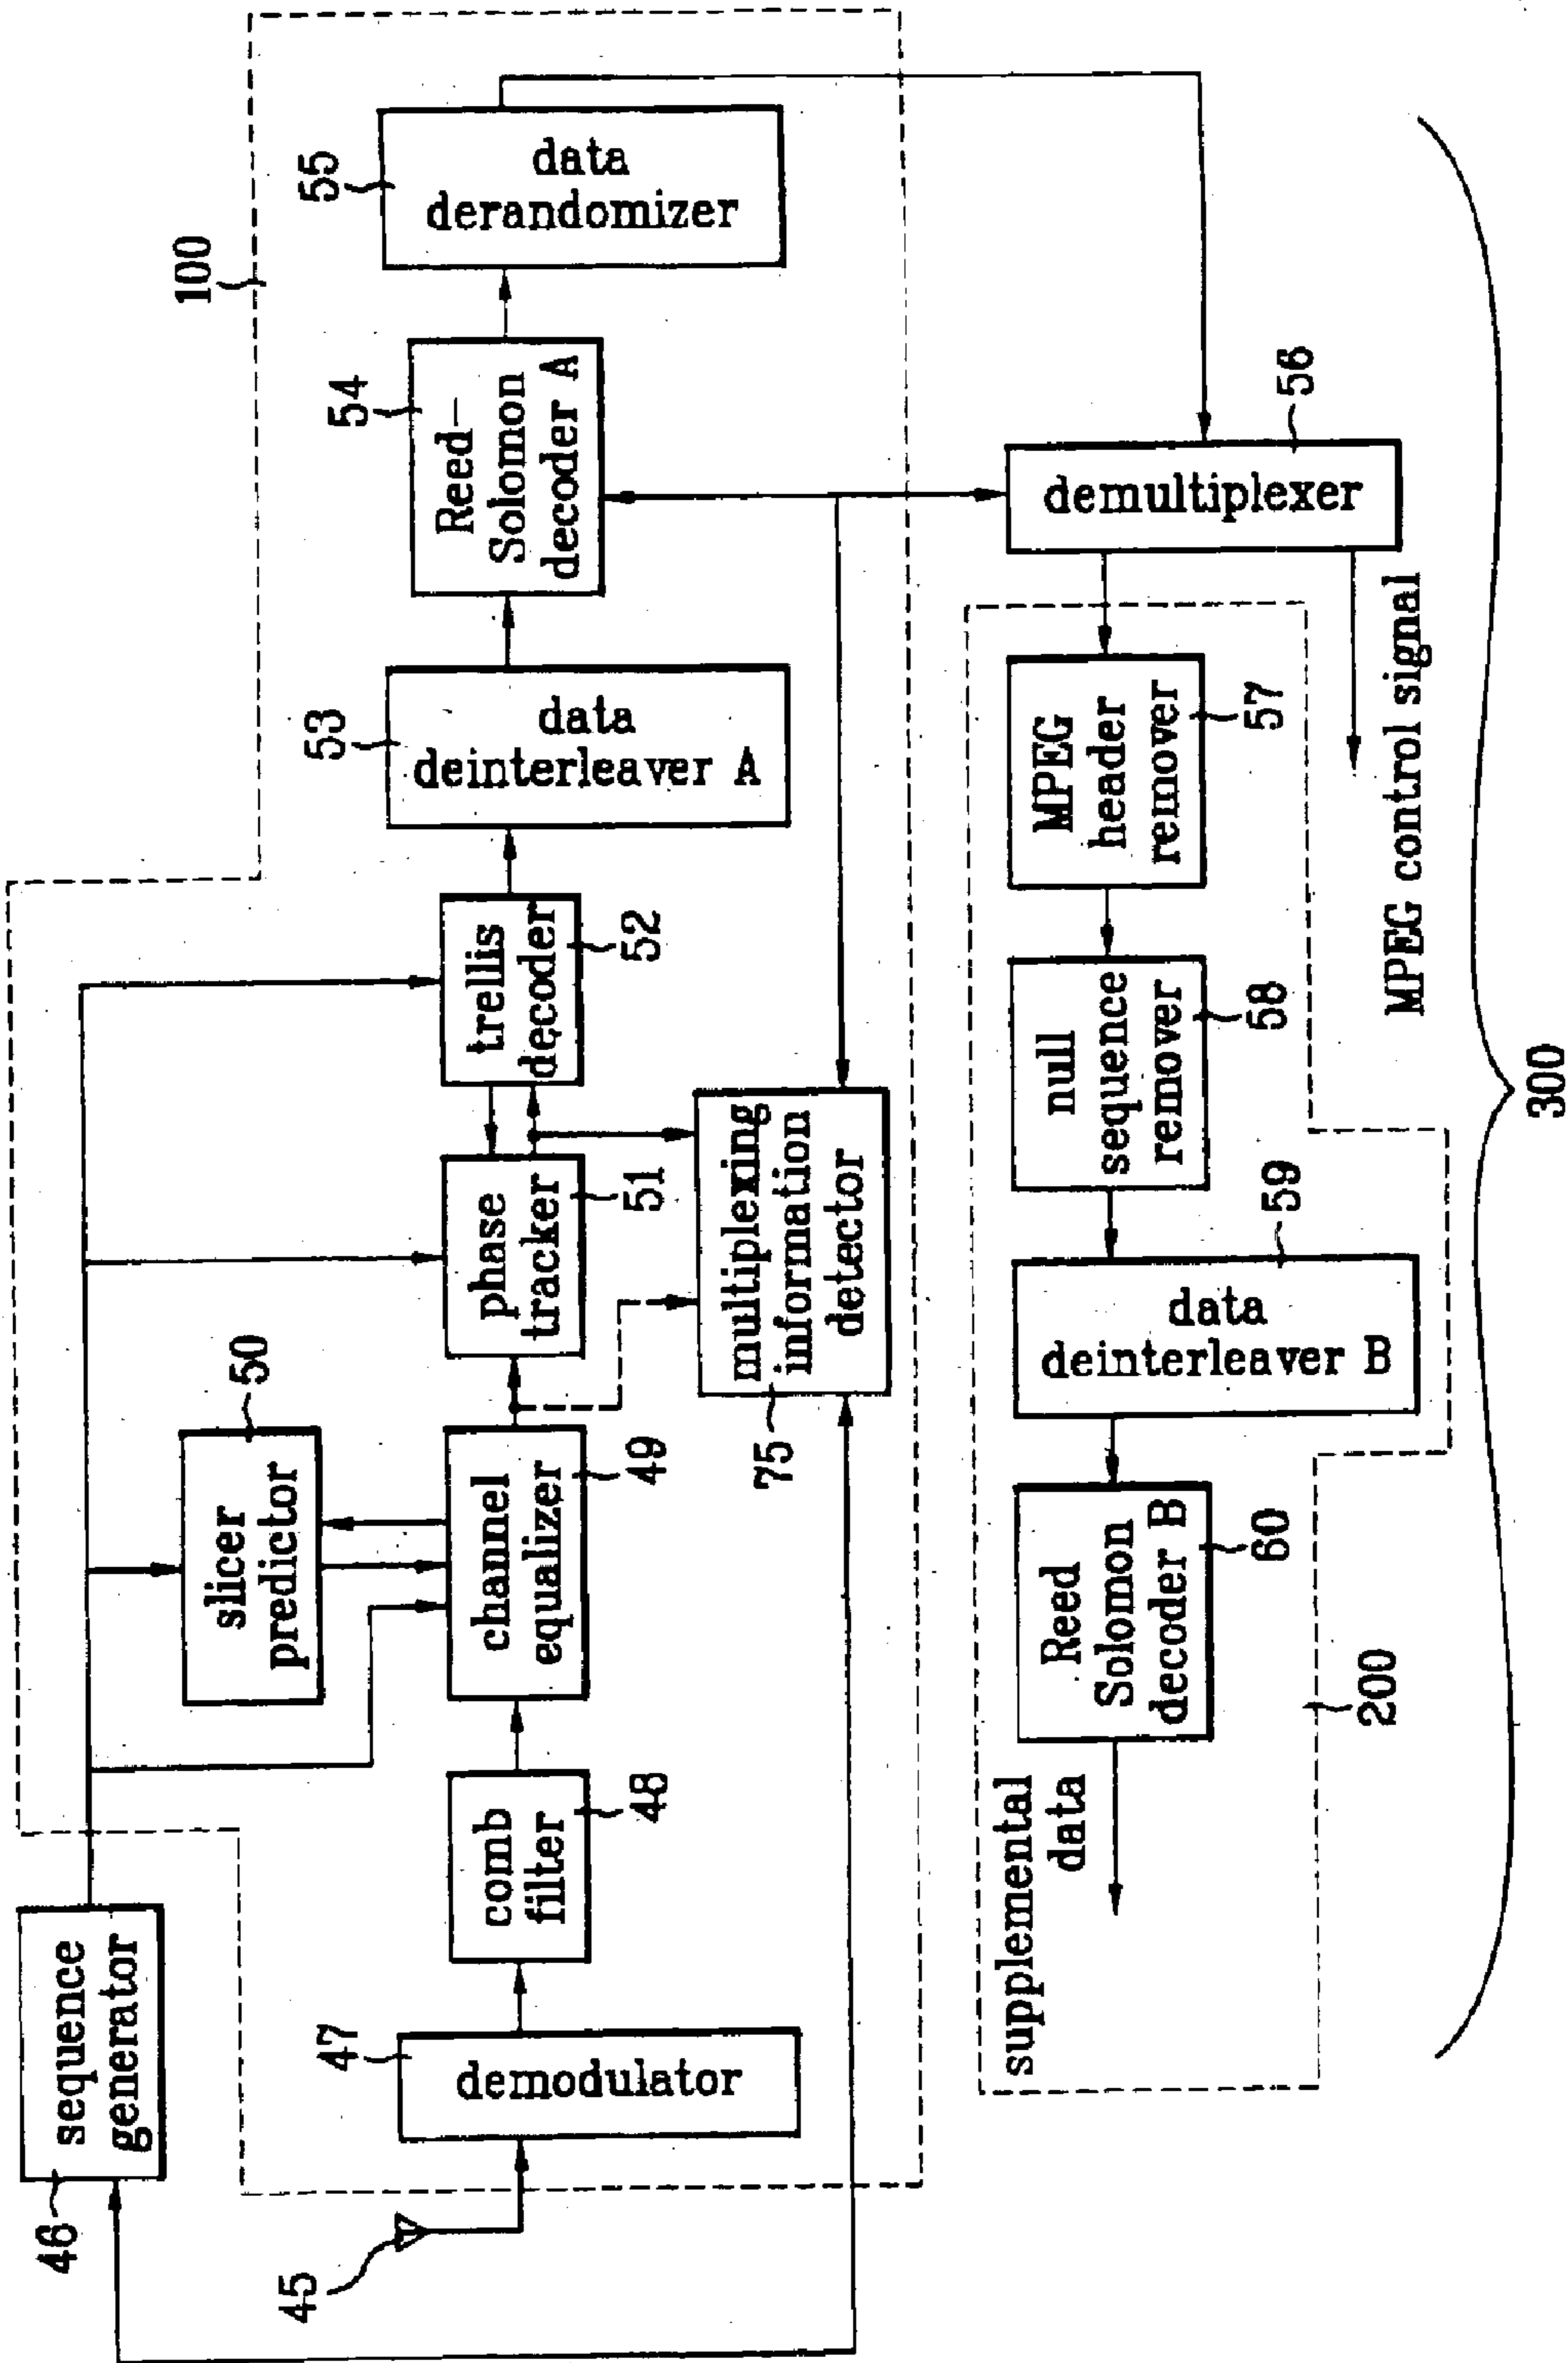 46
sequence
generator
50
slicer
predictor
100
45
47
demodulator
48
comb
filter
49
channel
equalizer
51
phase
tracker
52
trellis
decoder
53
data
deinterleaver A
54
Reed—
Solomon
decoder A
55
data
derandomizer
75
multiplexing
information
detector
supplemental
data
60
Reed
Solomon
decoder B
59
data
deinterleaver B
58
null
sequence
remover
57
MPEG
header
remover
56
demultiplexer
200
MPEG control signal
300